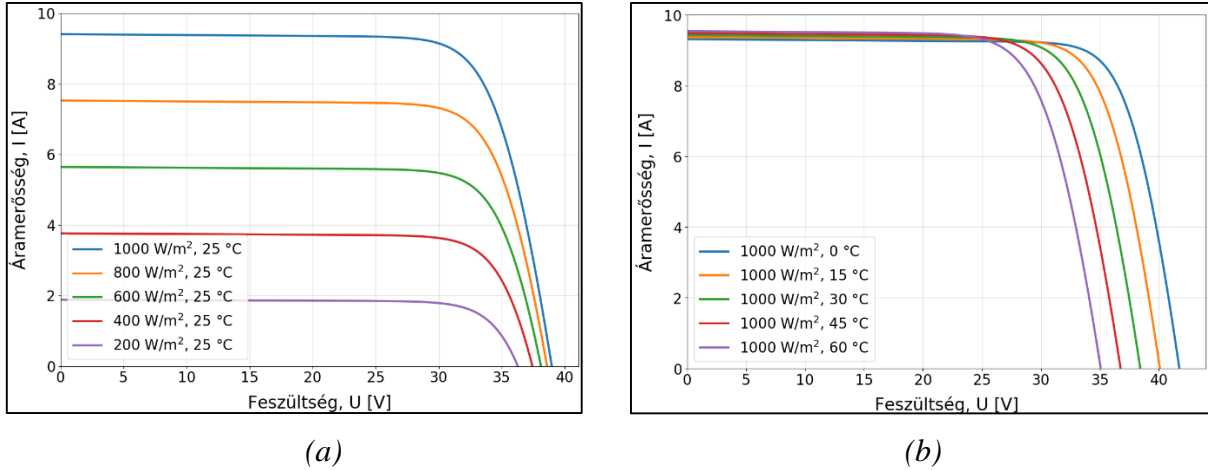 10
8
6
4
2
0
Áramerősség, I [A]
1000 W/m², 25 °C
800 W/m², 25 °C
600 W/m², 25 °C
400 W/m², 25 °C
200 W/m², 25 °C
0 5 10 15 20 25 30 35 40
Feszültség, U [V]
(a)
10
8
6
4
2
0
Áramerősség, I [A]
1000 W/m², 0 °C
1000 W/m², 15 °C
1000 W/m², 30 °C
1000 W/m², 45 °C
1000 W/m², 60 °C
0 5 10 15 20 25 30 35 40
Feszültség, U [V]
(b)